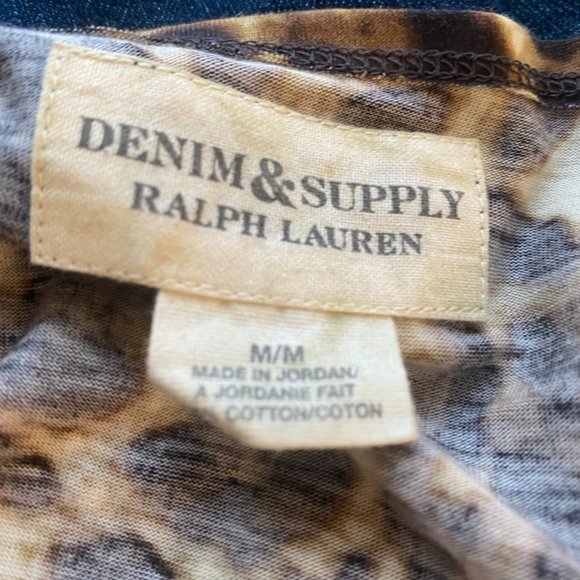 DENIM & SUPPLY
RALPH LAUREN
M/M
MADE IN JORDAN/
A JORDANIE FAIT
COTTON/COTON